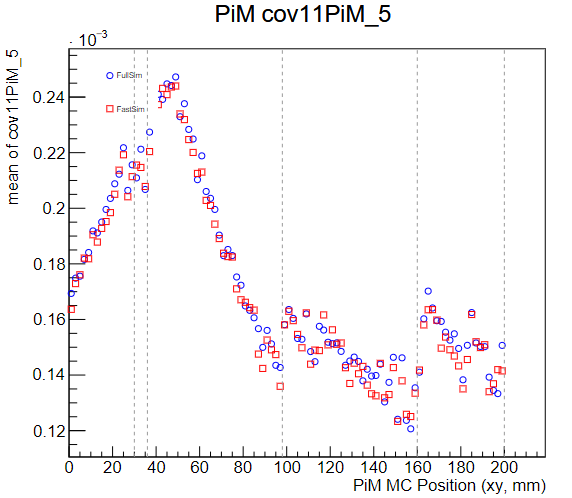 PiM cov11PiM_5
×10⁻³
mean of cov11PiM_5
FullSim
FastSim
0.24
0.22
0.2
0.18
0.16
0.14
0.12
0 20 40 60 80 100 120 140 160 180 200
PiM MC Position (xy, mm)